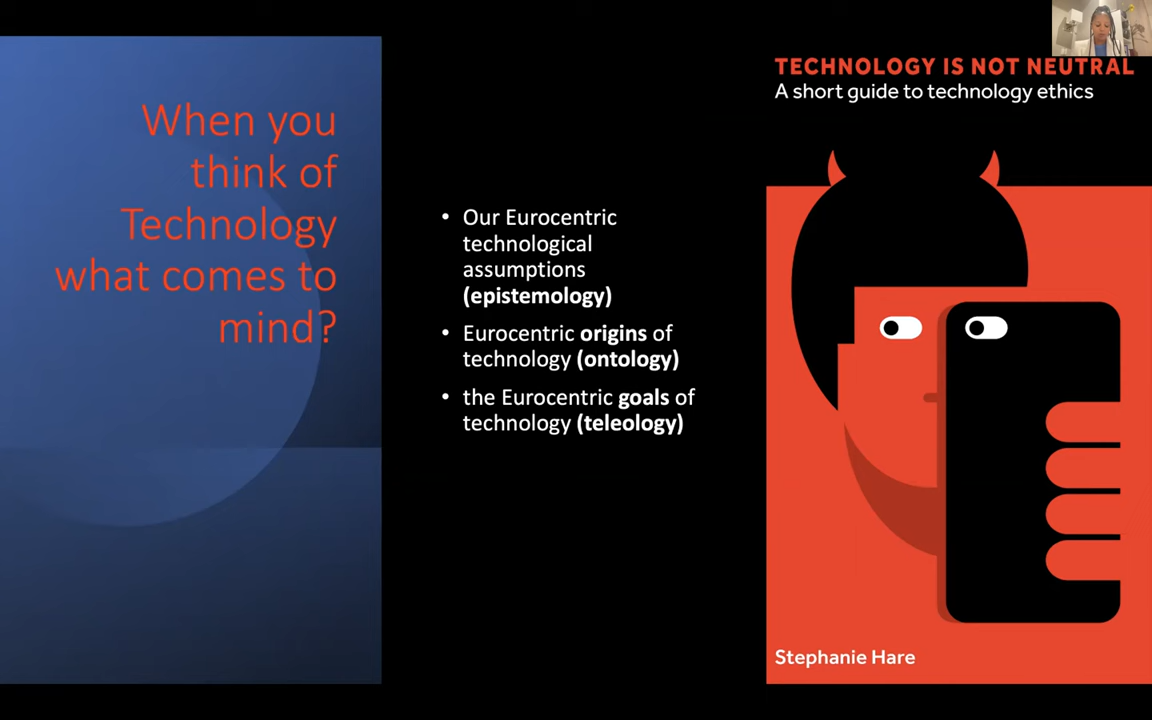 When you
think of
Technology
what comes to
mind?
• Our Eurocentric
technological
assumptions
(epistemology)
• Eurocentric origins of
technology (ontology)
• the Eurocentric goals of
technology (teleology)
TECHNOLOGY IS NOT NEUTRAL
A short guide to technology ethics
Stephanie Hare